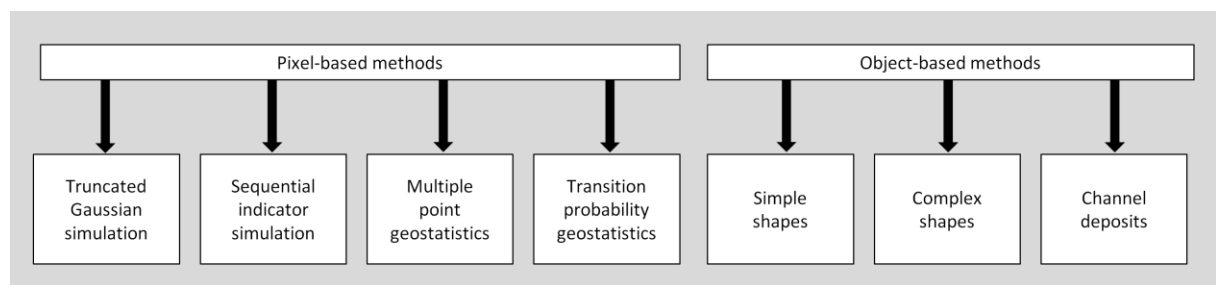 Pixel-based methods
Object-based methods
Truncated
Gaussian
simulation
Sequential
indicator
simulation
Multiple
point
geostatistics
Transition
probability
geostatistics
Simple
shapes
Complex
shapes
Channel
deposits